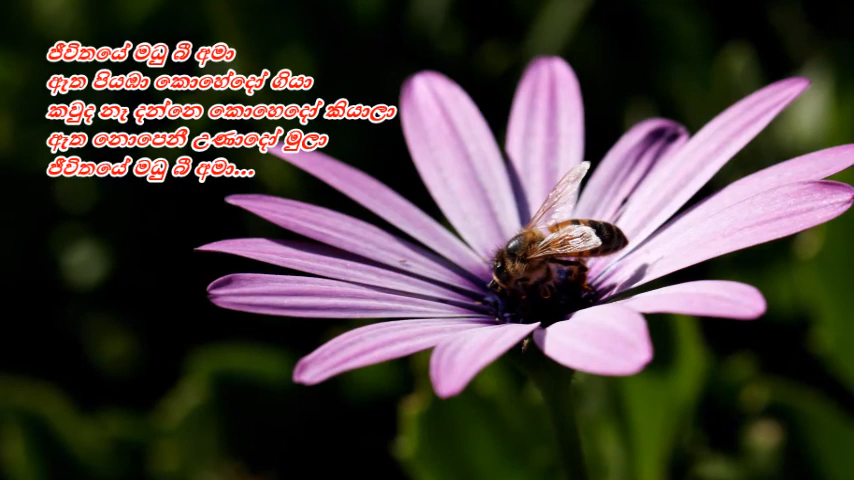 ජීවිතයේ මධු බී අමා
ඈත පියඹා කොහේදෝ ගියා
කවුද නෑ දන්නෙ කොහෙදෝ කියාලා
ඈත නොපෙනී උණාදෝ මුලා
ජීවිතයේ මධු බී අමා...